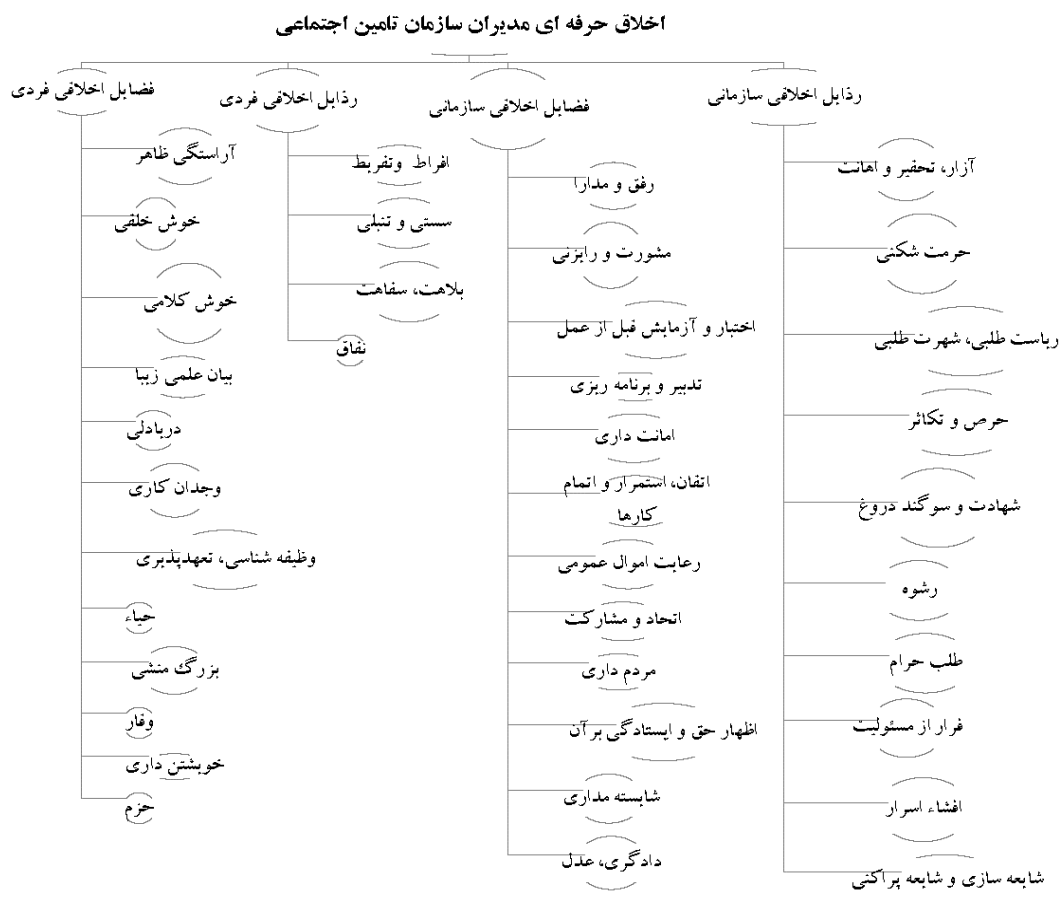 اخلاق حرفه ای مدیران سازمان تامین اجتماعی
رذایل اخلاقی سازمانی
آزار، تحقیر و اهانت
حرمت شکنی
ریاست طلبی، شهرت طلبی
حرص و تکاثر
شهادت و سوگند دروغ
رشوه
طلب حرام
فرار از مسئولیت
افشاء اسرار
شایعه سازی و شایعه پراکنی
فضایل اخلاقی سازمانی
رفق و مدارا
مشورت و رایزنی
اختبار و آزمایش قبل از عمل
تدبیر و برنامه ریزی
امانت داری
اتقان، استمرار و اتمام
کارها
رعایت اموال عمومی
اتحاد و مشارکت
مردم داری
اظهار حق و ایستادگی برآن
شایسته مداری
دادگری، عدل
رذایل اخلاقی فردی
افراط وتفریط
سستی و تنبلی
بلاهت، سفاهت
نفاق
فضایل اخلاقی فردی
آراستگی ظاهر
خوش خلقی
خوش کلامی
بیان علمی زیبا
دریادلی
وجدان کاری
وظیفه شناسی، تعهدپذیری
حیاء
بزرگ منشی
وقار
خویشتن داری
حزم